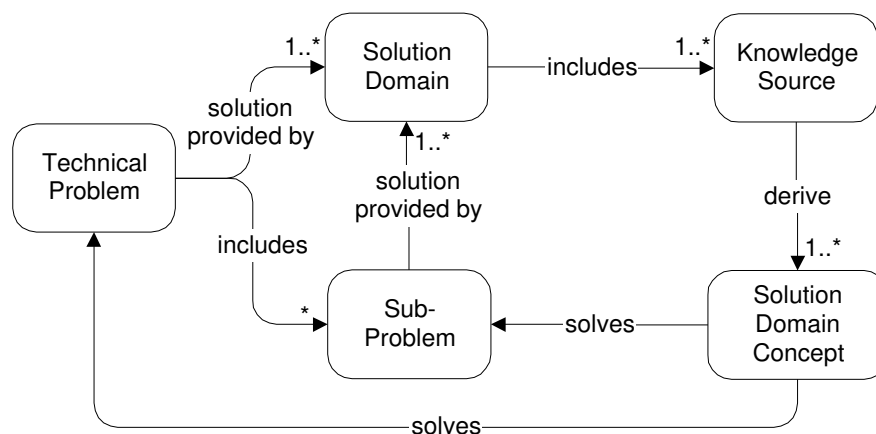 1..*
Solution
Domain
includes
1..*
Knowledge
Source
solution
provided by
1..*
Technical
Problem
solution
provided by
derive
includes
1..*
*
Sub-
Problem
solves
Solution
Domain
Concept
solves